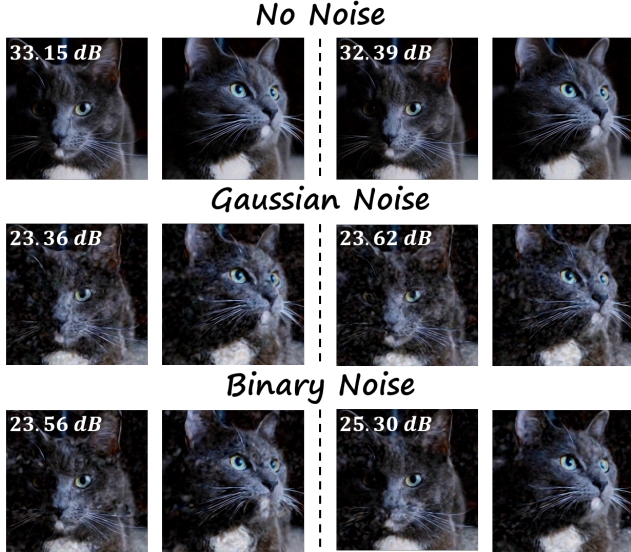 No Noise
33.15 dB
32.39 dB
Gaussian Noise
23.36 dB
23.62 dB
Binary Noise
23.56 dB
25.30 dB